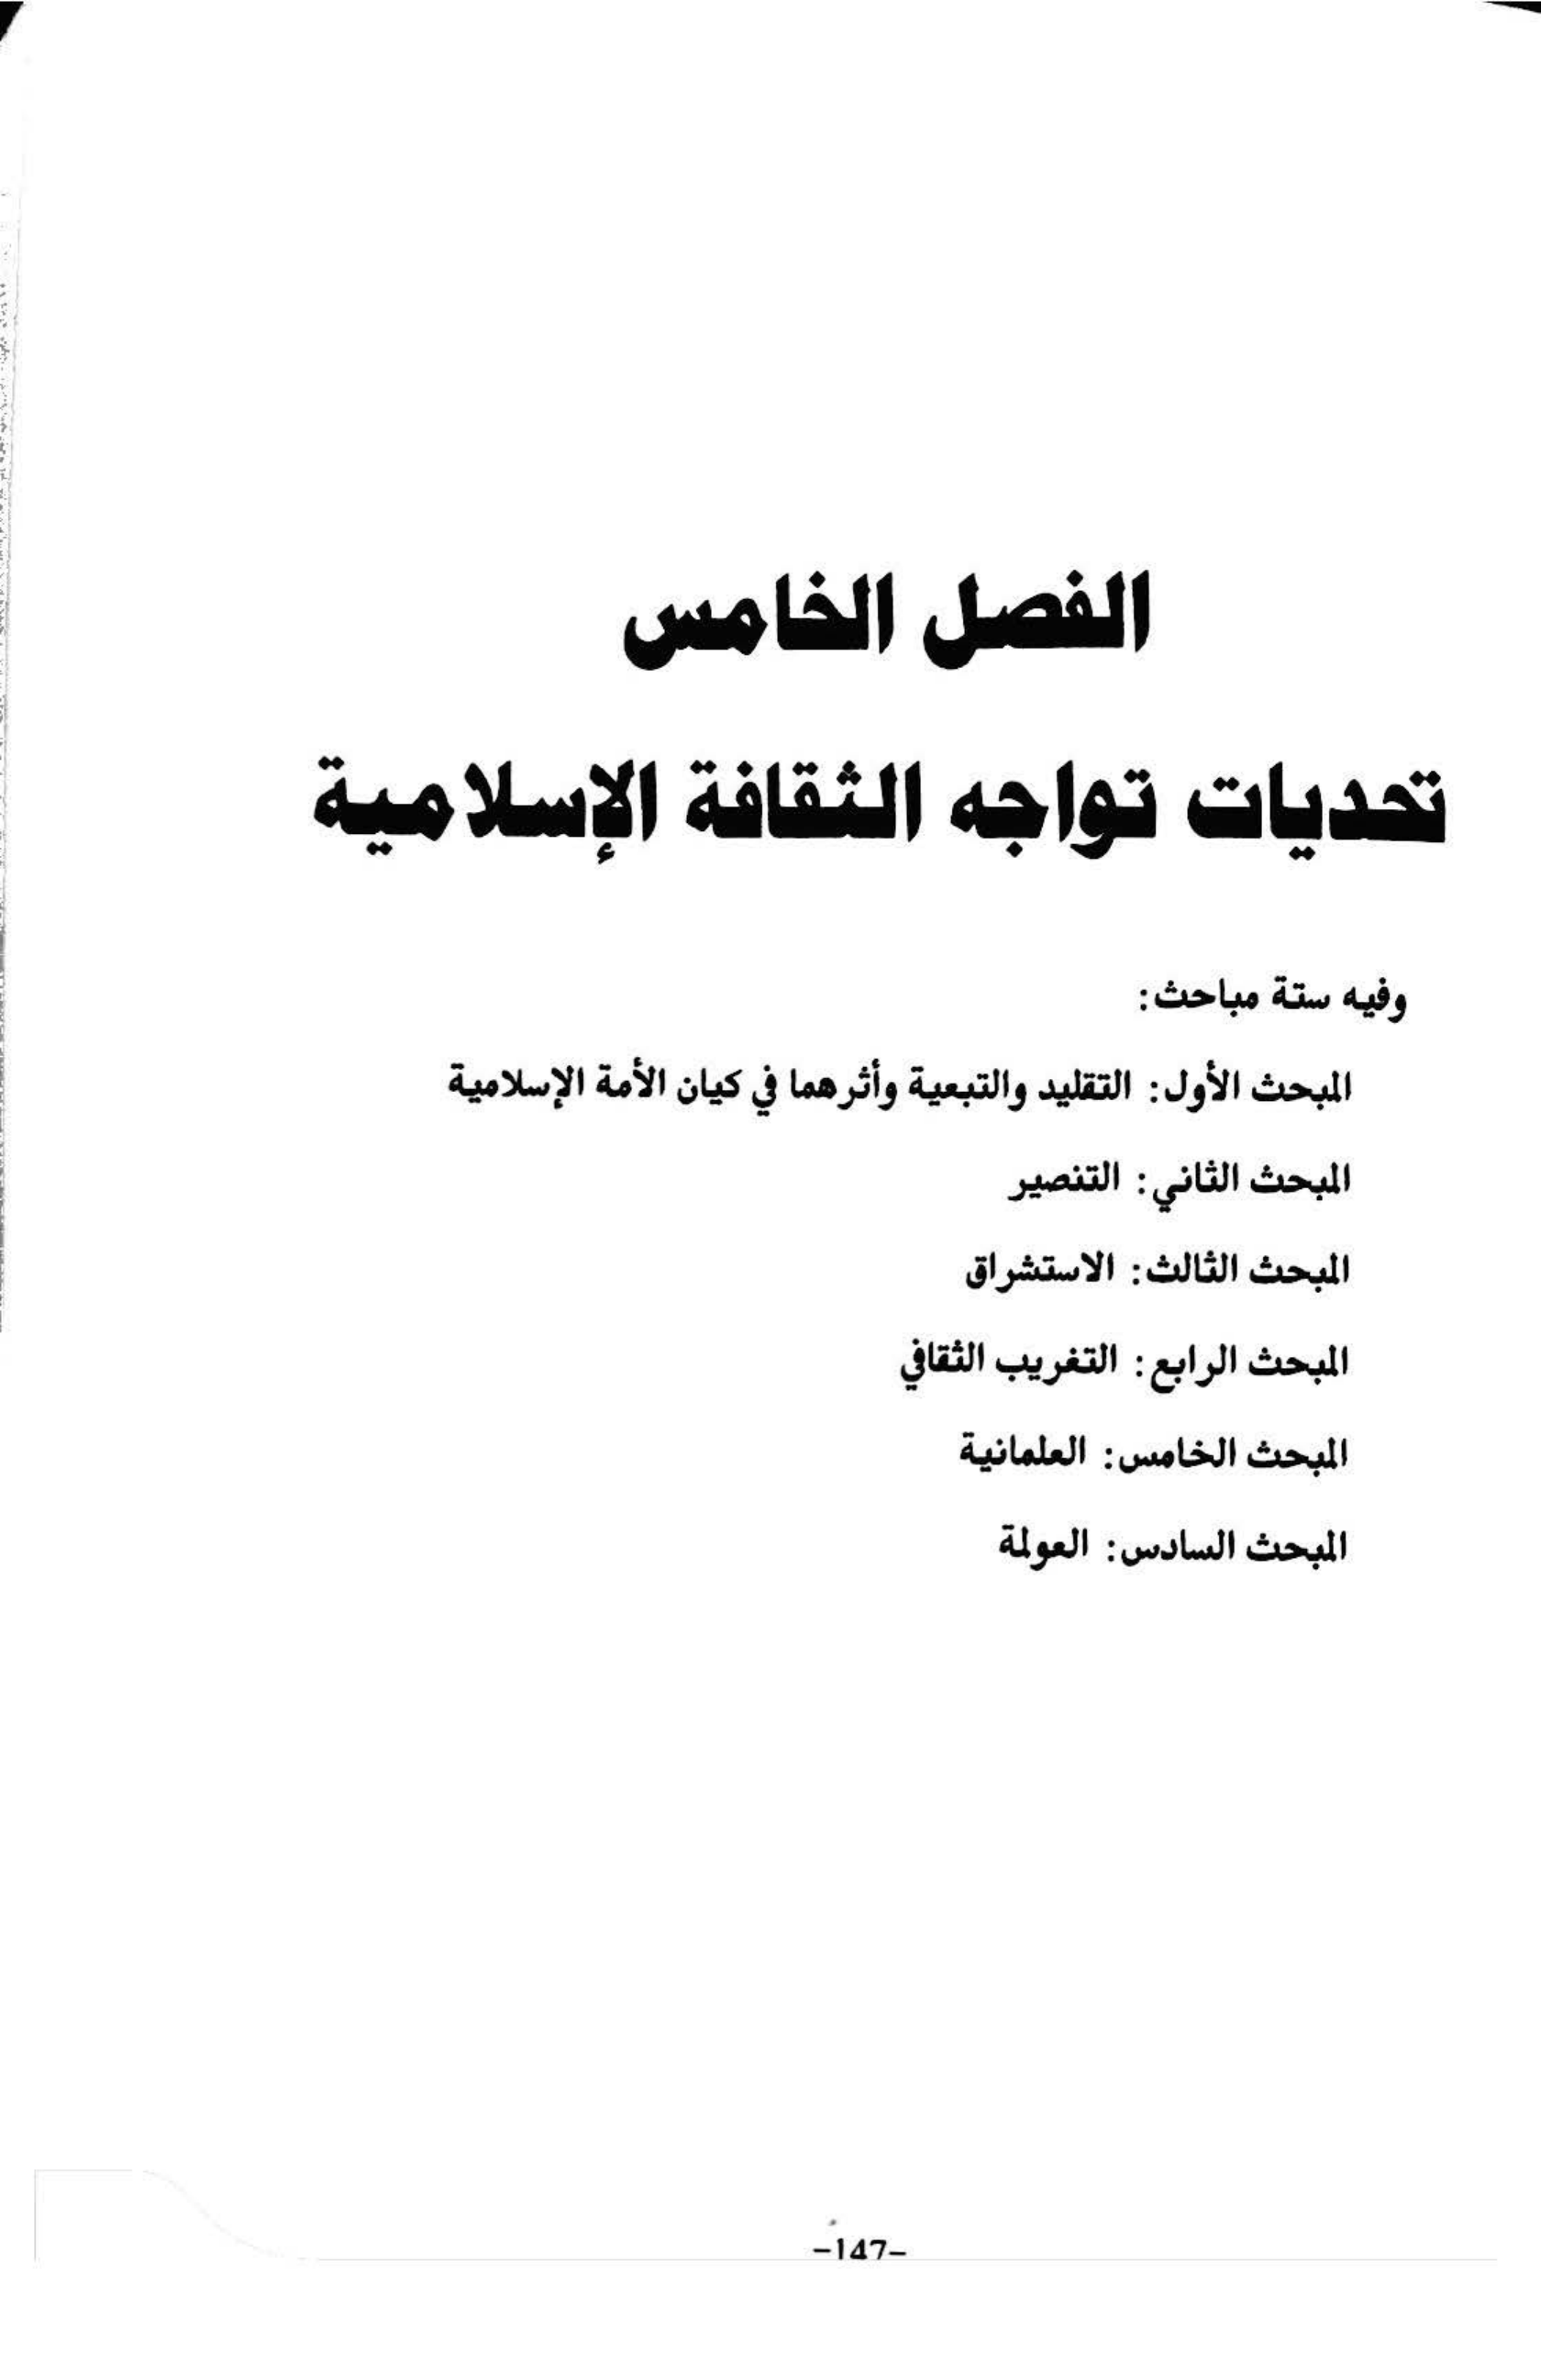 الفصل الخامس
تحديات تواجه الثقافة الإسلامية
وفيه ستة مباحث:
المبحث الأول: التقليد والتبعية وأثرهما في كيان الأمة الإسلامية
المبحث الثاني: التنصير
المبحث الثالث: الاستشراق
المبحث الرابع: التغريب الثقافي
المبحث الخامس: العلمانية
المبحث السادس: العولمة
-147-